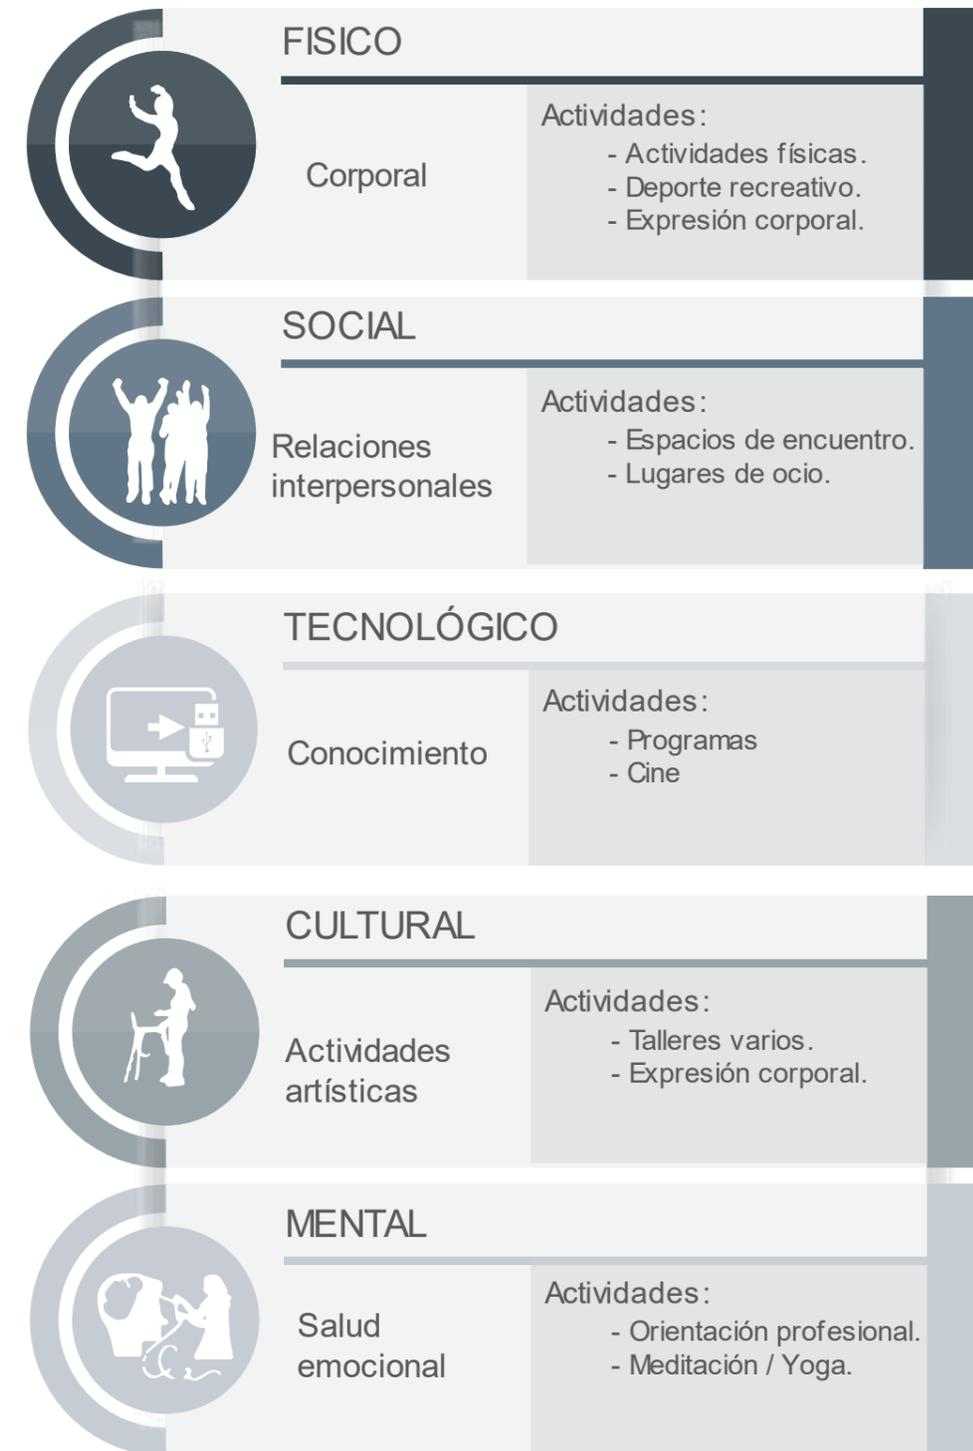 FISICO
Corporal
Actividades:
- Actividades físicas.
- Deporte recreativo.
- Expresión corporal.
SOCIAL
Relaciones
interpersonales
Actividades:
- Espacios de encuentro.
- Lugares de ocio.
TECNOLÓGICO
Conocimiento
Actividades:
- Programas
- Cine
CULTURAL
Actividades
artísticas
Actividades:
- Talleres varios.
- Expresión corporal.
MENTAL
Salud
emocional
Actividades:
- Orientación profesional.
- Meditación / Yoga.